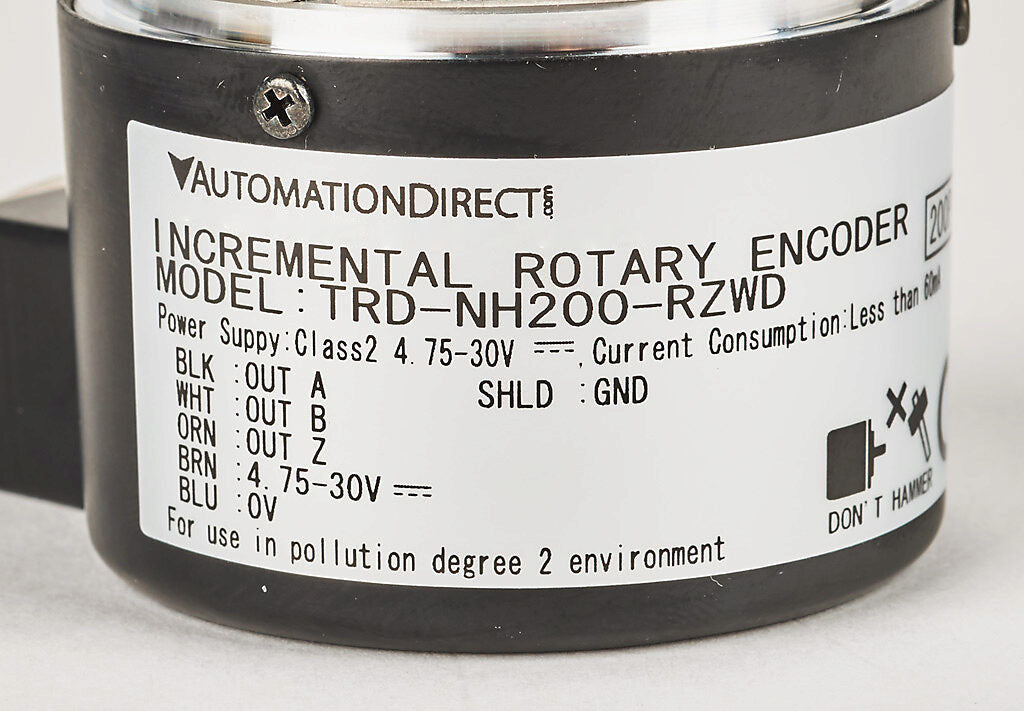 AUTOMATIONDIRECT.com
INCREMENTAL ROTARY ENCODER
MODEL:TRD-NH200-RZWD
Power Suppy:Class2 4.75-30V ⎓, Current Consumption:Less than 60mA
BLK :OUT A SHLD :GND
WHT :OUT B
ORN :OUT Z
BRN :4.75-30V ⎓
BLU :0V
DON'T HAMMER
For use in pollution degree 2 environment